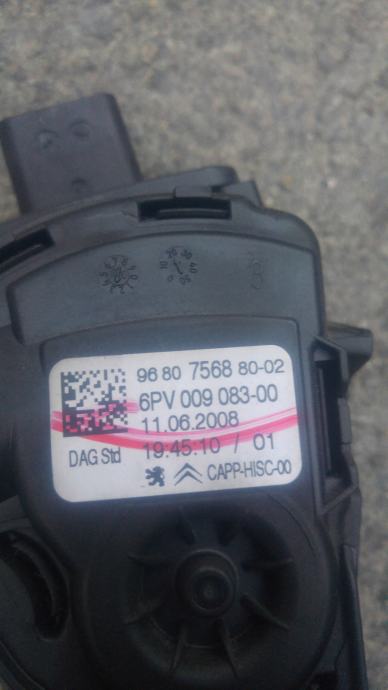 96 80 7568 80-02
6PV 009 083-00
11.06.2008
19:45:10 / 01
DAG Std
CAPP-HISC-00